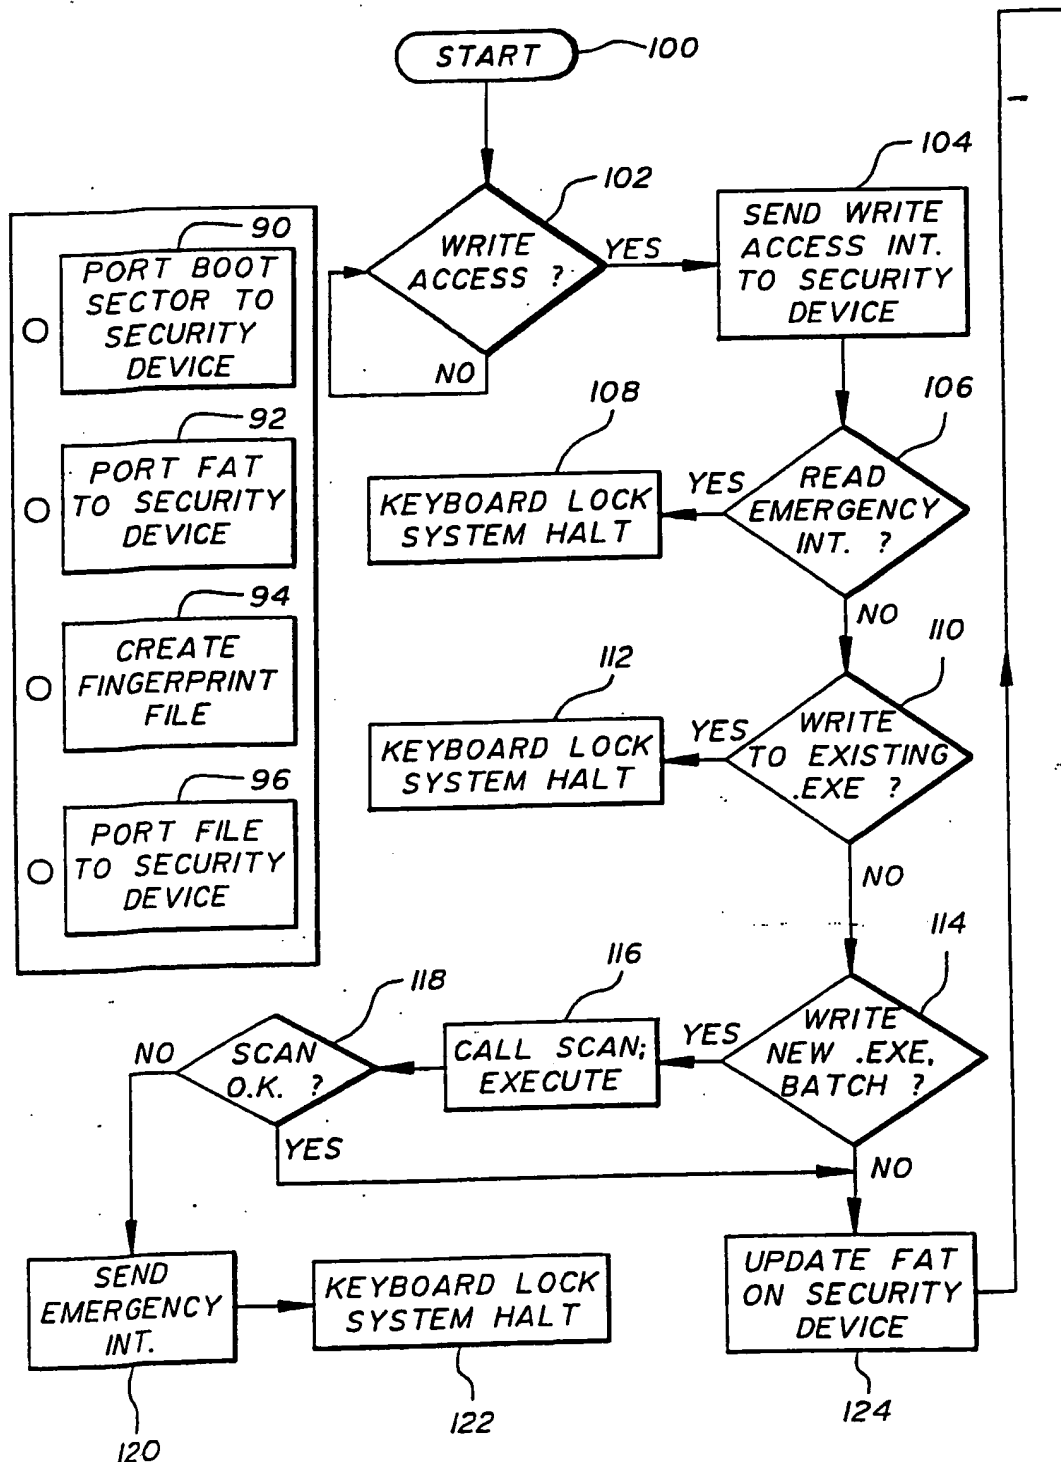 START
100
102
WRITE
ACCESS ?
YES
NO
104
SEND WRITE
ACCESS INT.
TO SECURITY
DEVICE
90
PORT BOOT
SECTOR TO
SECURITY
DEVICE
92
PORT FAT
TO SECURITY
DEVICE
94
CREATE
FINGERPRINT
FILE
96
PORT FILE
TO SECURITY
DEVICE
106
READ
EMERGENCY
INT. ?
YES
NO
108
KEYBOARD LOCK
SYSTEM HALT
110
WRITE
TO EXISTING
.EXE ?
YES
NO
112
KEYBOARD LOCK
SYSTEM HALT
114
WRITE
NEW .EXE,
BATCH ?
YES
NO
116
CALL SCAN;
EXECUTE
118
SCAN
O.K. ?
NO
YES
SEND
EMERGENCY
INT.
120
KEYBOARD LOCK
SYSTEM HALT
122
UPDATE FAT
ON SECURITY
DEVICE
124